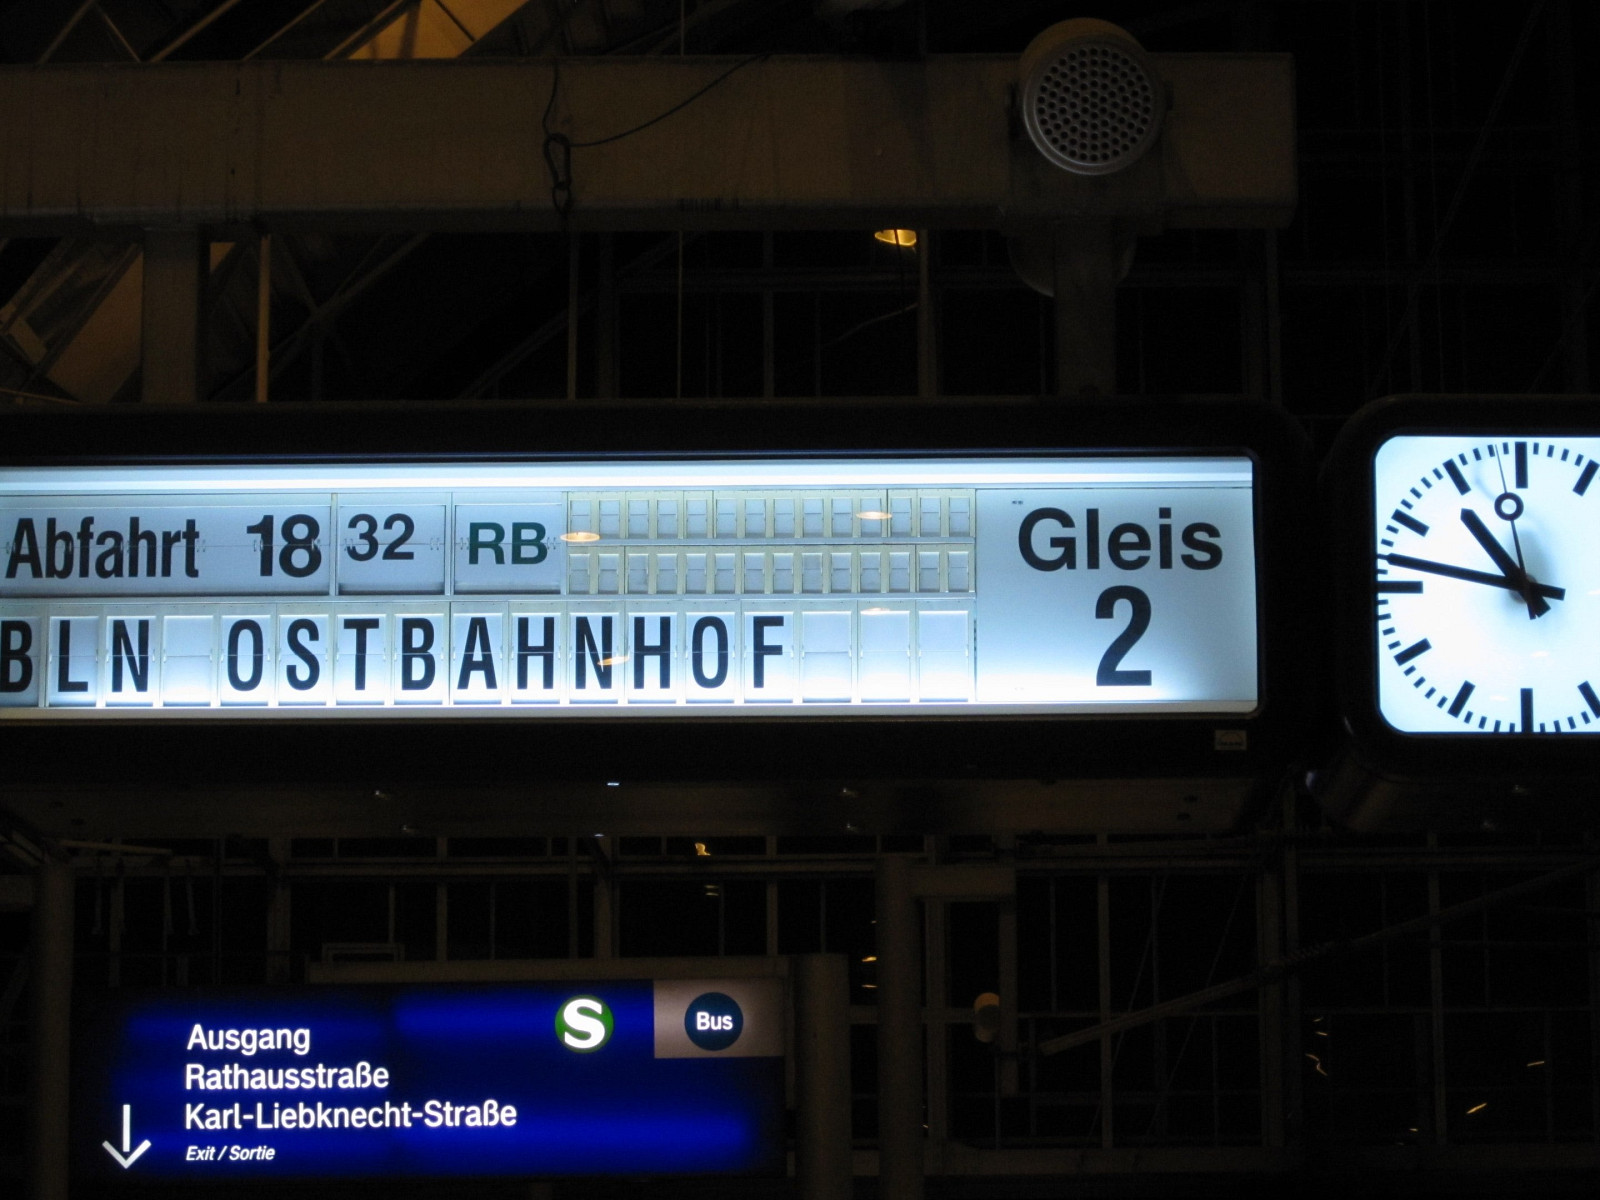 Abfahrt 18 32 RB
Gleis
2
BLN OSTBAHNHOF
S Bus
Ausgang
Rathausstraße
Karl-Liebknecht-Straße
Exit / Sortie